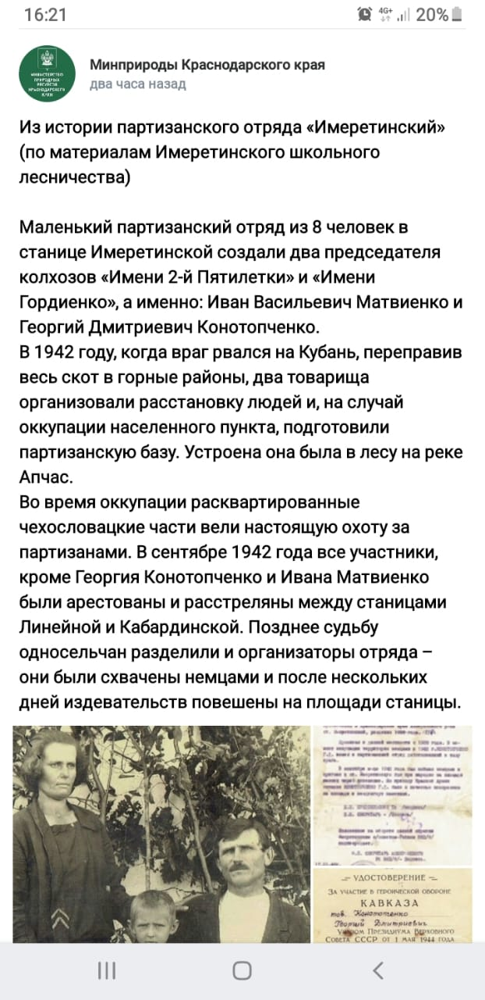 16:21
4G+
20%
МИНИСТЕРСТВО
ПРИРОДНЫХ
РЕСУРСОВ
КРАСНОДАРСКОГО
КРАЯ
Минприроды Краснодарского края
два часа назад
Из истории партизанского отряда «Имеретинский»
(по материалам Имеретинского школьного
лесничества)
Маленький партизанский отряд из 8 человек в
станице Имеретинской создали два председателя
колхозов «Имени 2-й Пятилетки» и «Имени
Гордиенко», а именно: Иван Васильевич Матвиенко и
Георгий Дмитриевич Конотопченко.
В 1942 году, когда враг рвался на Кубань, переправив
весь скот в горные районы, два товарища
организовали расстановку людей и, на случай
оккупации населенного пункта, подготовили
партизанскую базу. Устроена она была в лесу на реке
Апчас.
Во время оккупации расквартированные
чехословацкие части вели настоящую охоту за
партизанами. В сентябре 1942 года все участники,
кроме Георгия Конотопченко и Ивана Матвиенко
были арестованы и расстреляны между станицами
Линейной и Кабардинской. Позднее судьбу
односельчан разделили и организаторы отряда –
они были схвачены немцами и после нескольких
дней издевательств повешены на площади станицы.
УДОСТОВЕРЕНИЕ
ЗА УЧАСТИЕ В ГЕРОИЧЕСКОЙ ОБОРОНЕ
КАВКАЗА
тов.
Георгий Дмитриевич
УКАЗОМ ПРЕЗИДИУМА ВЕРХОВНОГО
СОВЕТА СССР ОТ 1 МАЯ 1944 ГОДА